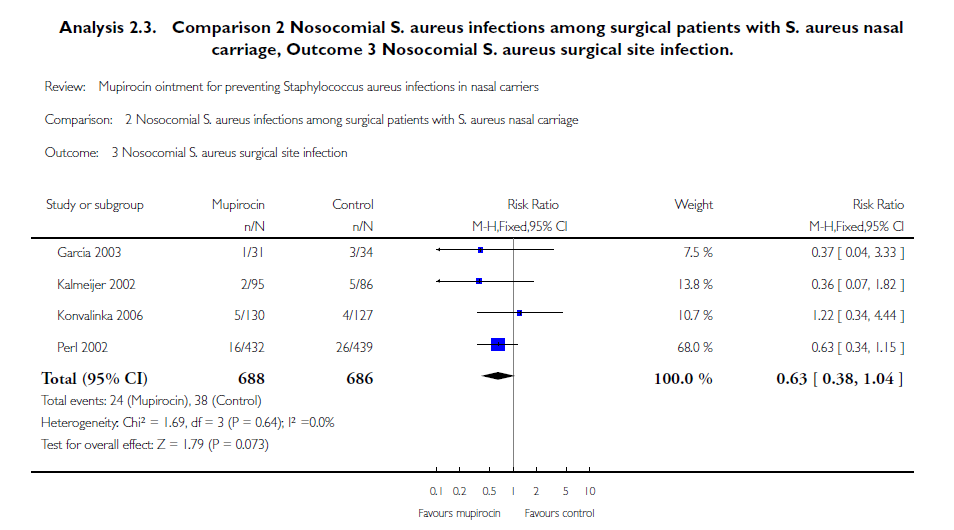 Analysis 2.3. Comparison 2 Nosocomial S. aureus infections among surgical patients with S. aureus nasal
carriage, Outcome 3 Nosocomial S. aureus surgical site infection.
Review: Mupirocin ointment for preventing Staphylococcus aureus infections in nasal carriers
Comparison: 2 Nosocomial S. aureus infections among surgical patients with S. aureus nasal carriage
Outcome: 3 Nosocomial S. aureus surgical site infection
Study or subgroup Mupirocin Control Risk Ratio Weight Risk Ratio
n/N n/N M-H,Fixed,95% CI M-H,Fixed,95% CI
García 2003 1/31 3/34 7.5 % 0.37 [ 0.04, 3.33 ]
Kalmeijer 2002 2/95 5/86 13.8 % 0.36 [ 0.07, 1.82 ]
Konvalinka 2006 5/130 4/127 10.7 % 1.22 [ 0.34, 4.44 ]
Perl 2002 16/432 26/439 68.0 % 0.63 [ 0.34, 1.15 ]
Total (95% CI) 688 686 100.0 % 0.63 [ 0.38, 1.04 ]
Total events: 24 (Mupirocin), 38 (Control)
Heterogeneity: Chi² = 1.69, df = 3 (P = 0.64); I² =0.0%
Test for overall effect: Z = 1.79 (P = 0.073)
0.1 0.2 0.5 1 2 5 10
Favours mupirocin Favours control